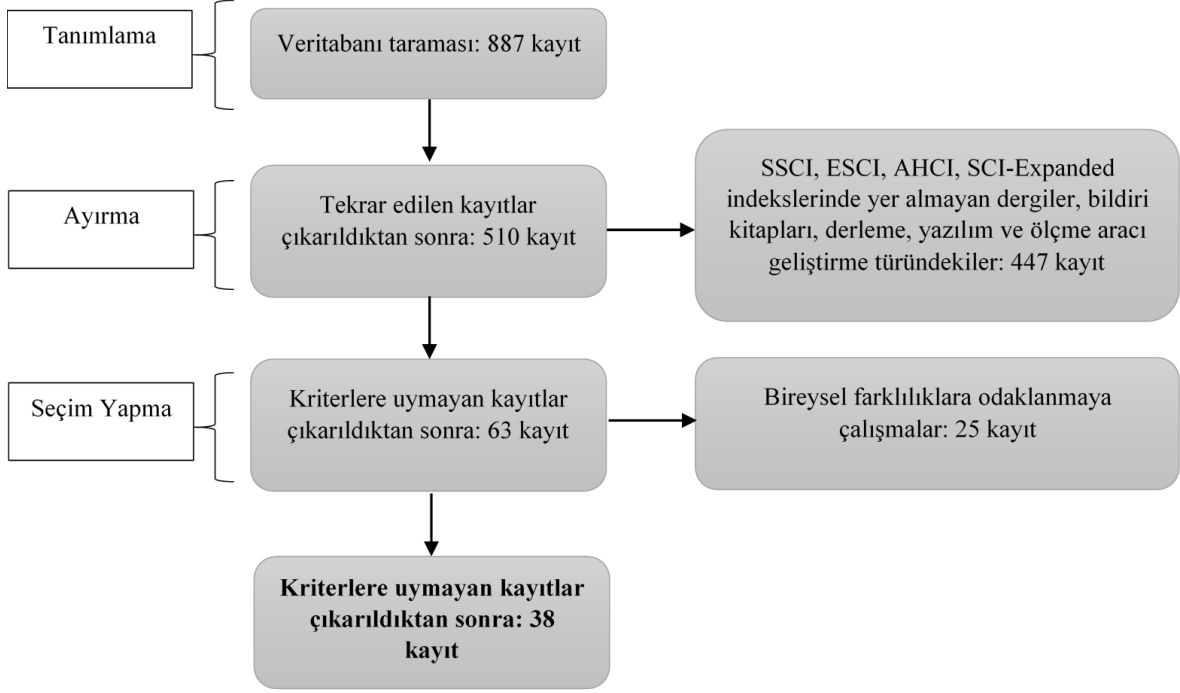 Tanımlama
Veritabanı taraması: 887 kayıt
Ayırma
Tekrar edilen kayıtlar
çıkarıldıktan sonra: 510 kayıt
SSCI, ESCI, AHCI, SCI-Expanded
indekslerinde yer almayan dergiler, bildiri
kitapları, derleme, yazılım ve ölçme aracı
geliştirme türündekiler: 447 kayıt
Seçim Yapma
Kriterlere uymayan kayıtlar
çıkarıldıktan sonra: 63 kayıt
Bireysel farklılıklara odaklanmaya
çalışmalar: 25 kayıt
Kriterlere uymayan kayıtlar
çıkarıldıktan sonra: 38
kayıt